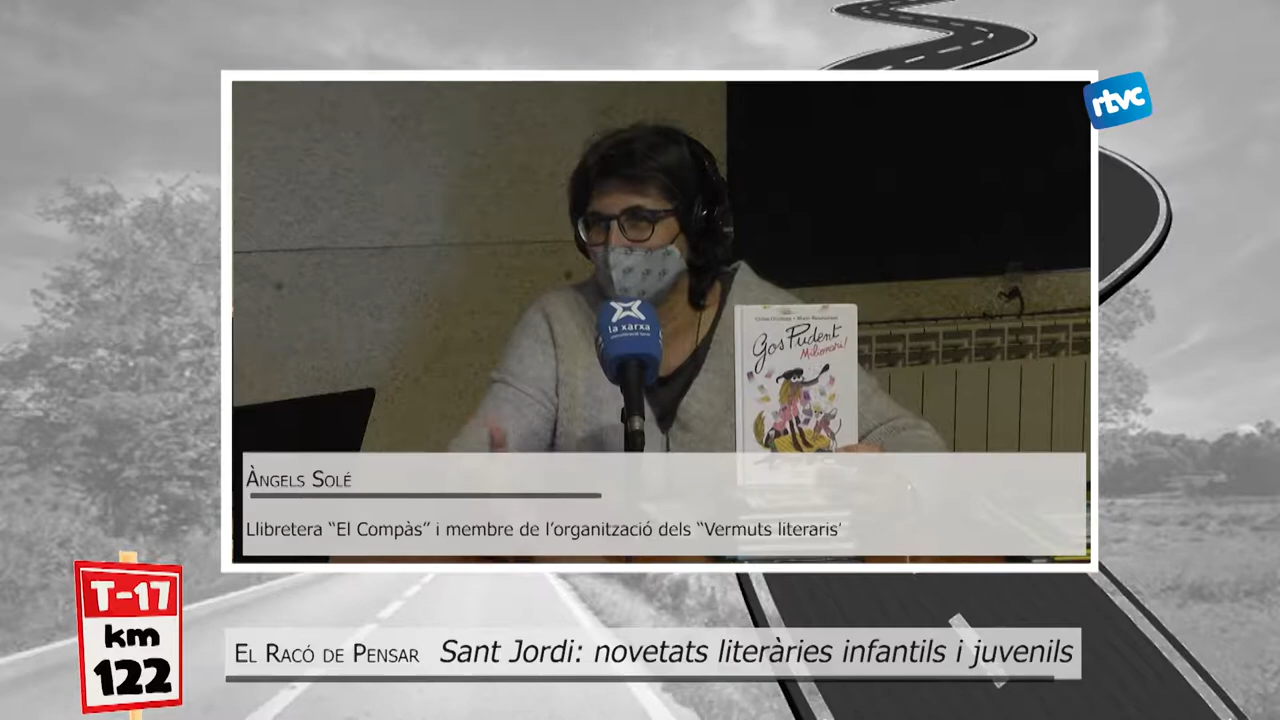 rtvc
la xarxa
Gos Pudent
Milionari!
Àngels Solé
Llibretera “El Compàs” i membre de l’organització dels “Vermuts literaris’
T-17
km
122
El Racó de Pensar Sant Jordi: novetats literàries infantils i juvenils